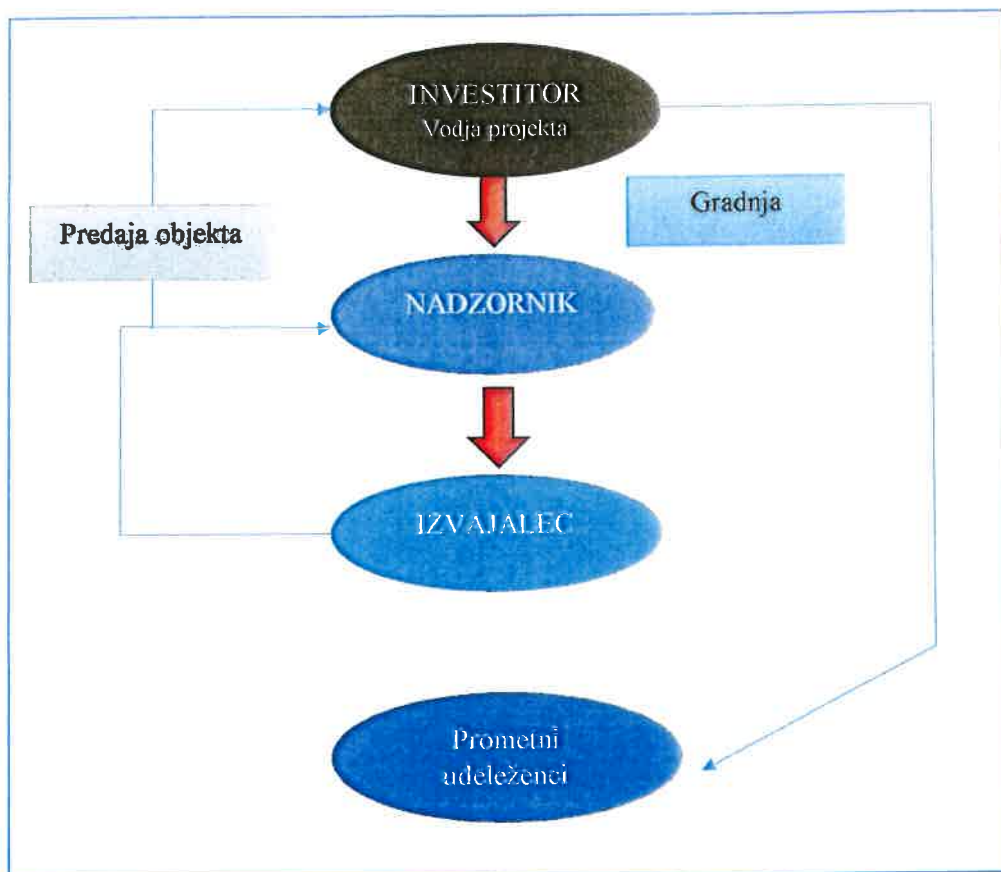 INVESTITOR
Vodja projekta
Gradnja
Predaja objekta
NADZORNIK
IZVAJALEC
Prometni
udeleženci